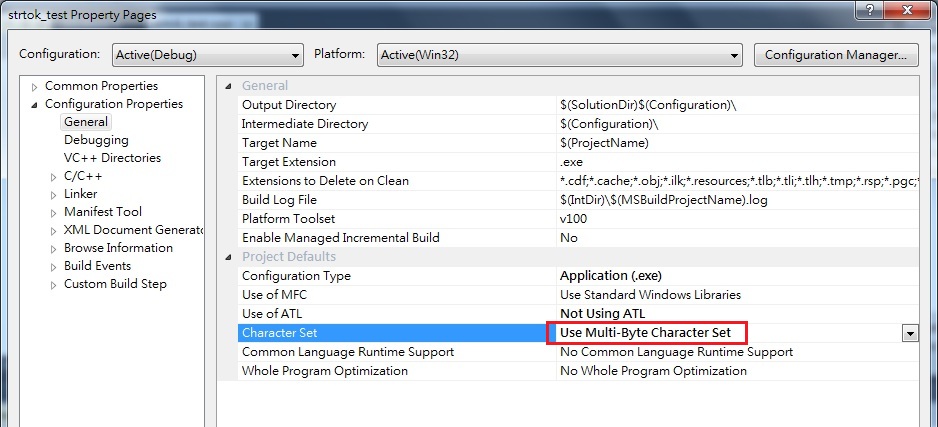 strtok_test Property Pages
Configuration: Active(Debug) Platform: Active(Win32) Configuration Manager...
Common Properties
Configuration Properties
General
Debugging
VC++ Directories
C/C++
Linker
Manifest Tool
XML Document Generato
Browse Information
Build Events
Custom Build Step
General
Output Directory $(SolutionDir)$(Configuration)\
Intermediate Directory $(Configuration)\
Target Name $(ProjectName)
Target Extension .exe
Extensions to Delete on Clean *.cdf;*.cache;*.obj;*.ilk;*.resources;*.tlb;*.tli;*.tlh;*.tmp;*.rsp;*.pgc;*
Build Log File $(IntDir)\$(MSBuildProjectName).log
Platform Toolset v100
Enable Managed Incremental Build No
Project Defaults
Configuration Type Application (.exe)
Use of MFC Use Standard Windows Libraries
Use of ATL Not Using ATL
Character Set Use Multi-Byte Character Set
Common Language Runtime Support No Common Language Runtime Support
Whole Program Optimization No Whole Program Optimization